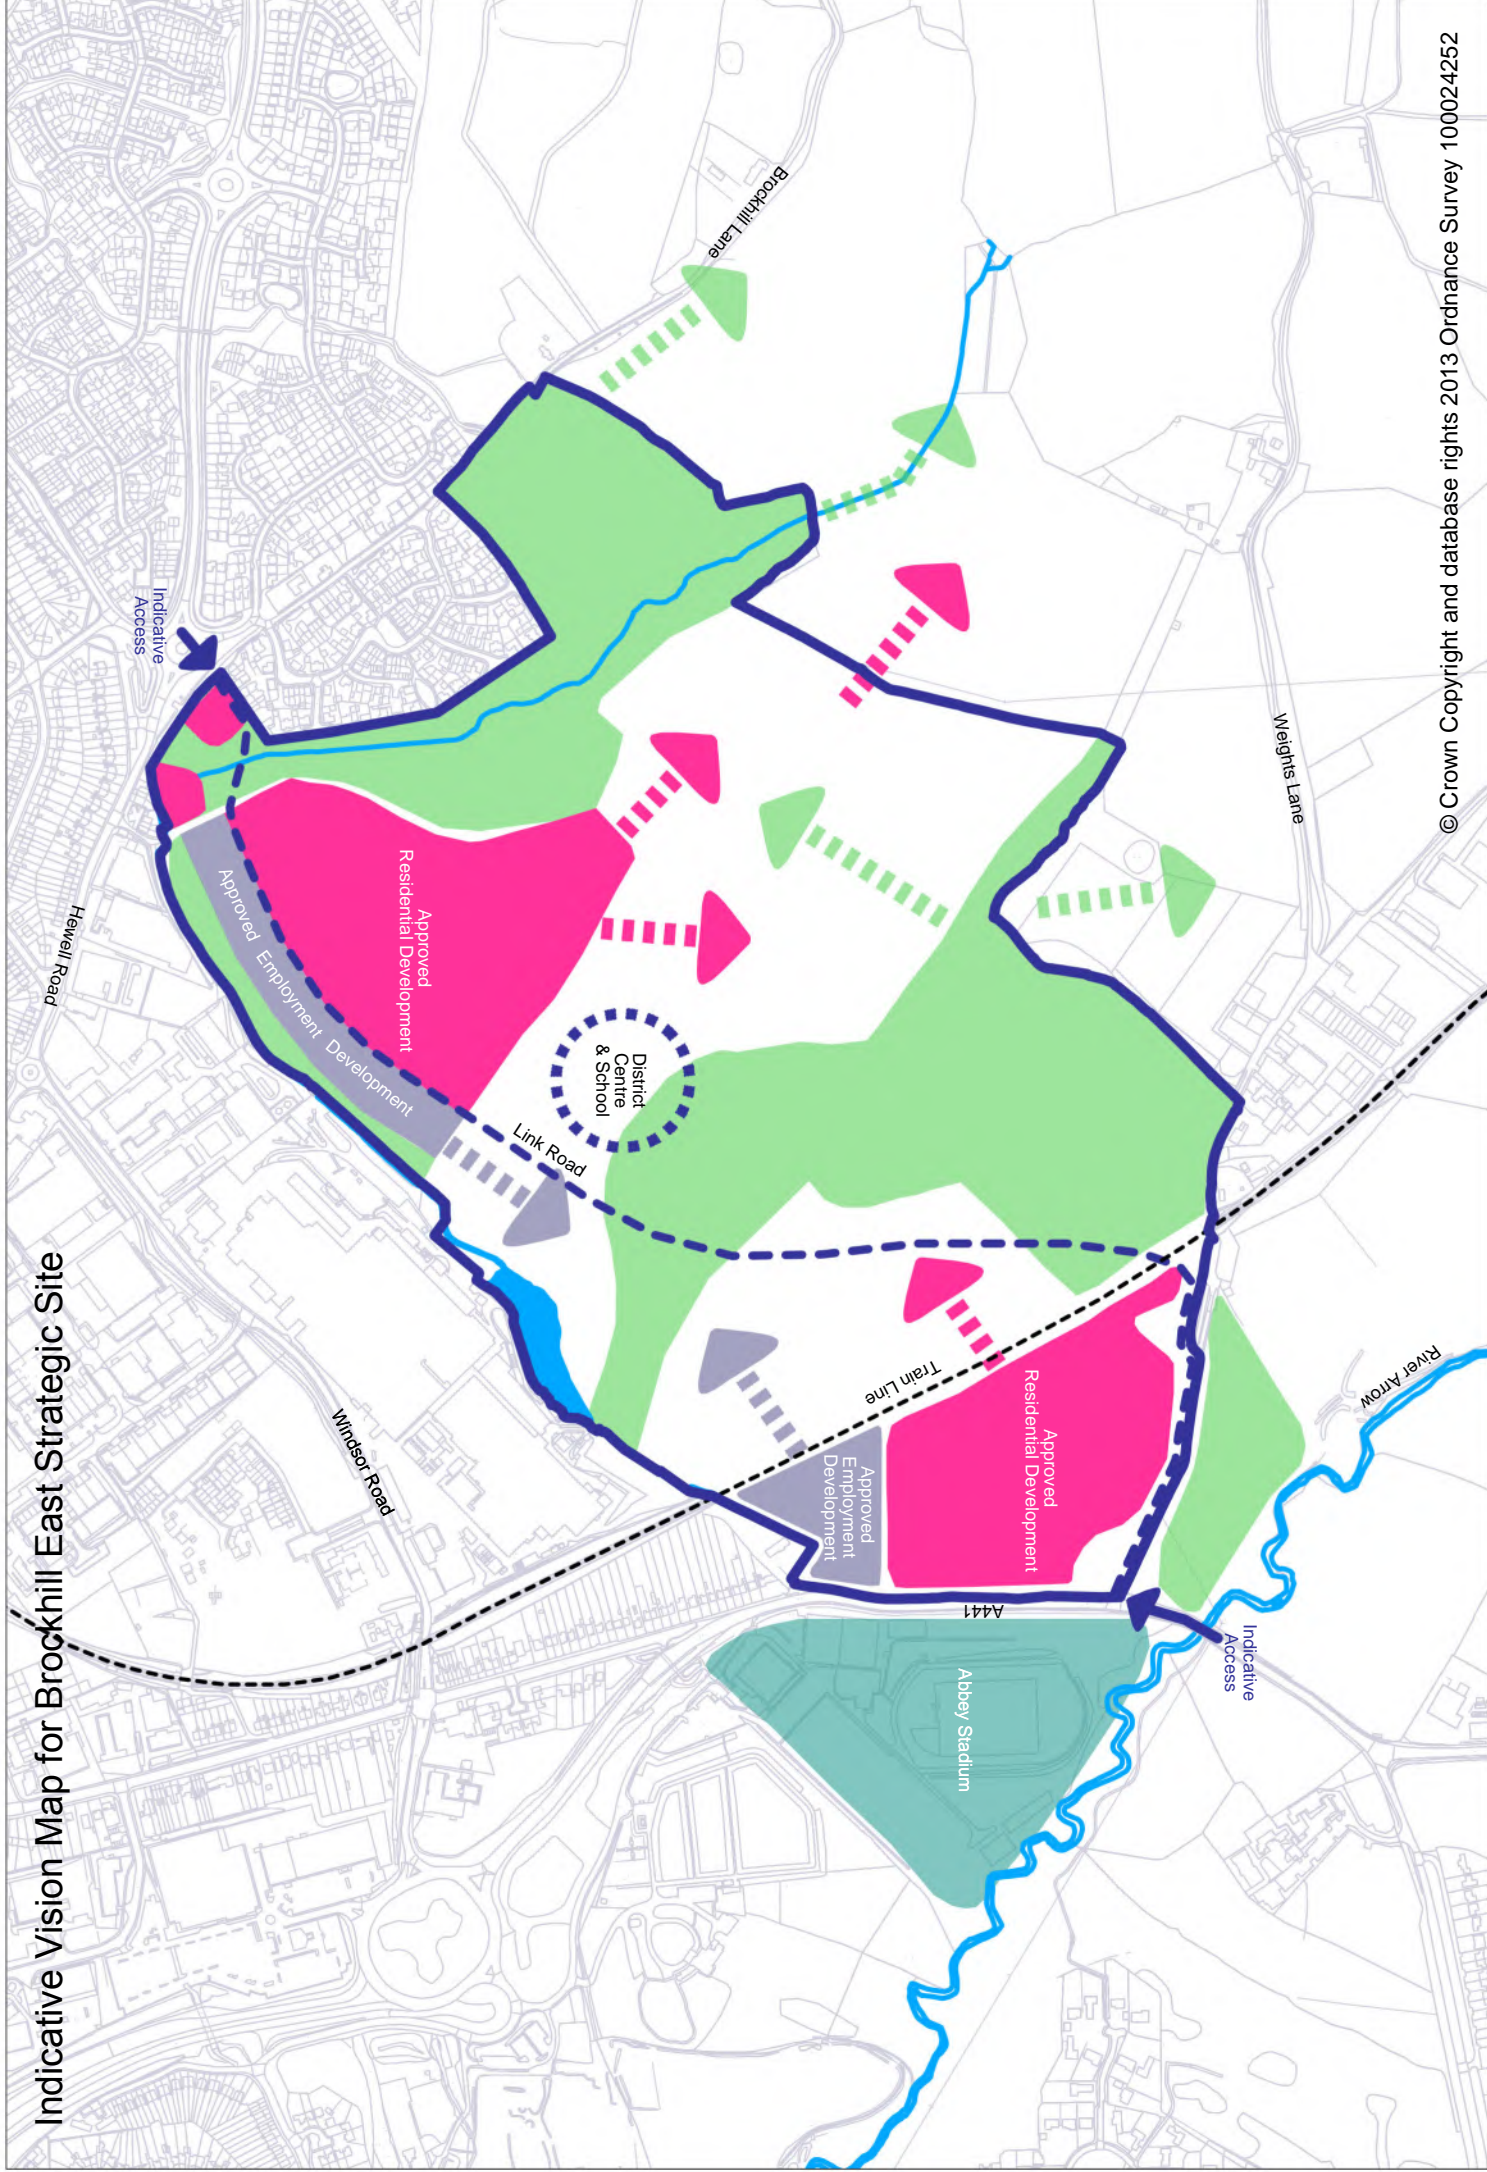 © Crown Copyright and database rights 2013 Ordnance Survey 100024252
Brockhill Lane
Weights Lane
River Arrow
Indicative
Access
Approved
Residential Development
Approved Employment Development
District
Centre
& School
Link Road
Train Line
Approved
Residential Development
Approved
Employment
Development
A441
Indicative
Access
Abbey Stadium
Hewell Road
Windsor Road
Indicative Vision Map for Brockhill East Strategic Site